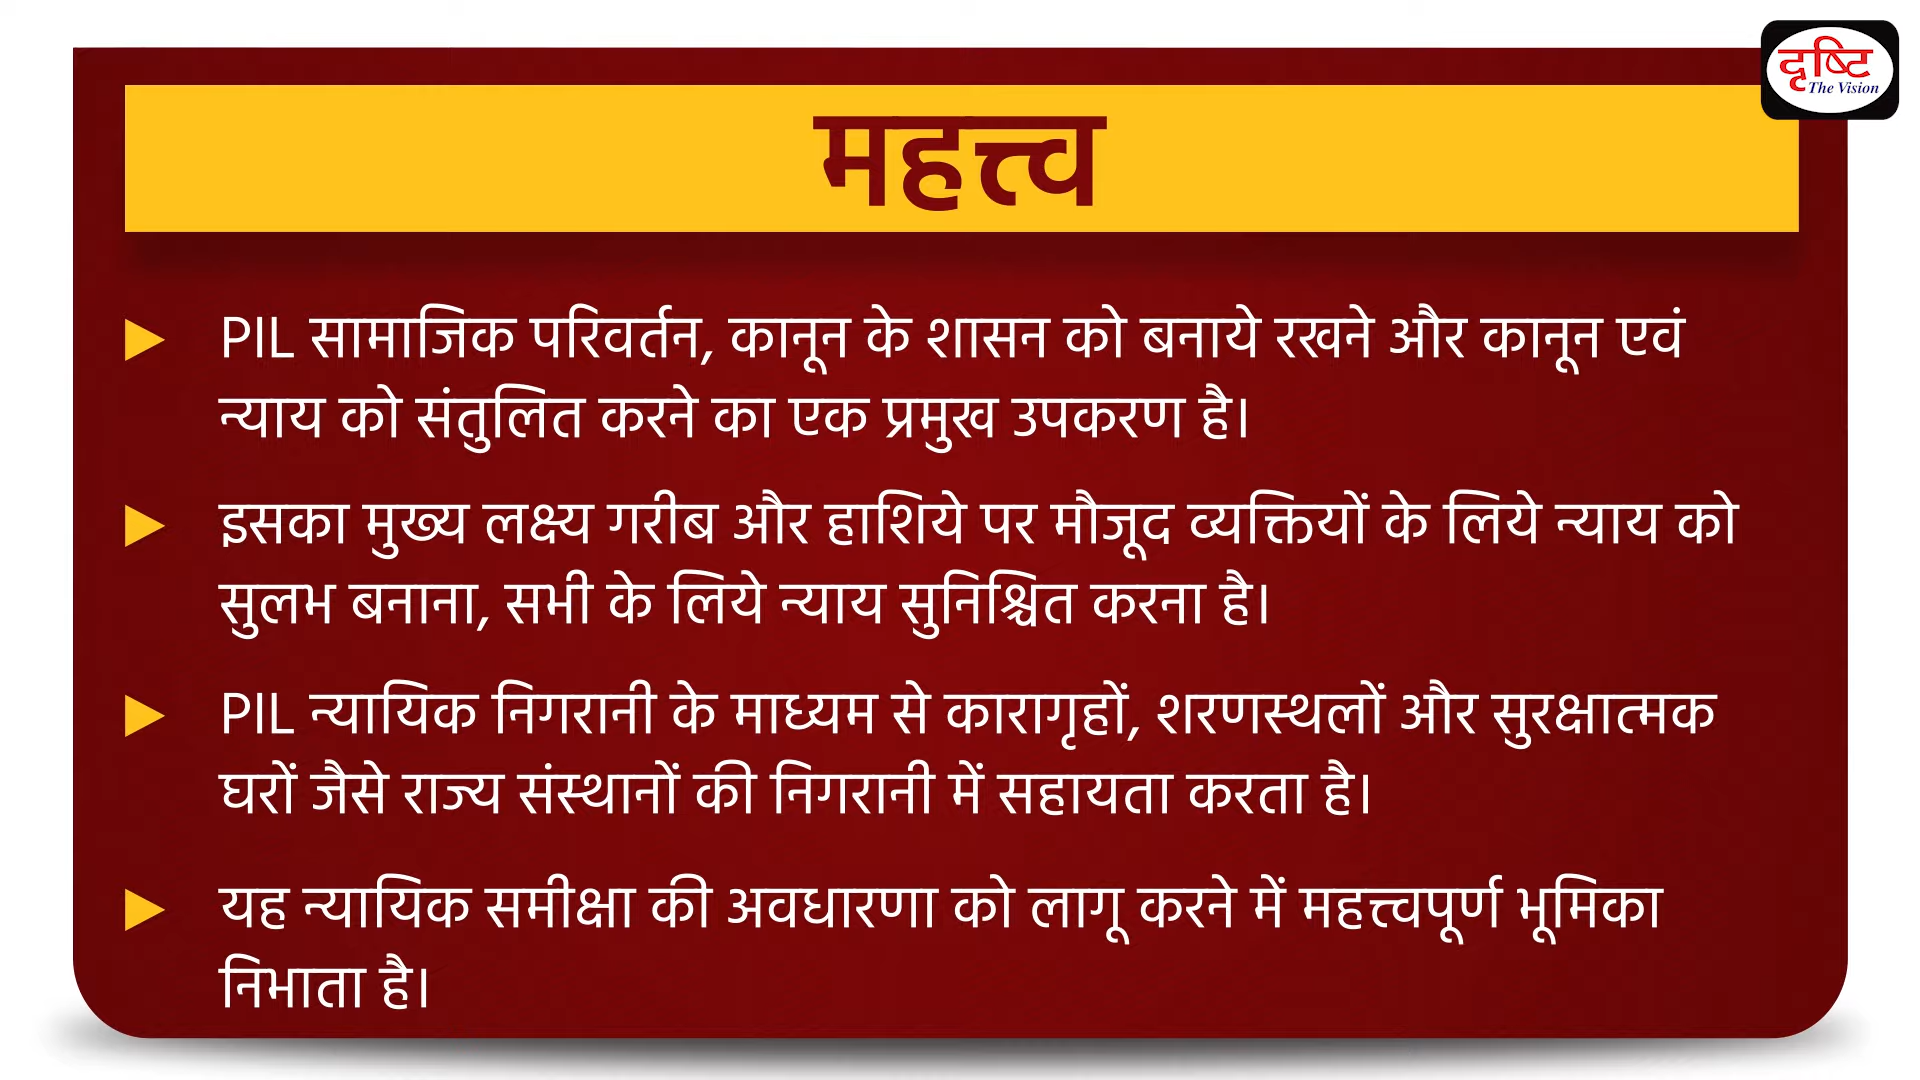 दृष्टि
The Vision
महत्त्व
PIL सामाजिक परिवर्तन, कानून के शासन को बनाये रखने और कानून एवं
न्याय को संतुलित करने का एक प्रमुख उपकरण है।
इसका मुख्य लक्ष्य गरीब और हाशिये पर मौजूद व्यक्तियों के लिये न्याय को
सुलभ बनाना, सभी के लिये न्याय सुनिश्चित करना है।
PIL न्यायिक निगरानी के माध्यम से कारागृहों, शरणस्थलों और सुरक्षात्मक
घरों जैसे राज्य संस्थानों की निगरानी में सहायता करता है।
यह न्यायिक समीक्षा की अवधारणा को लागू करने में महत्त्वपूर्ण भूमिका
निभाता है।